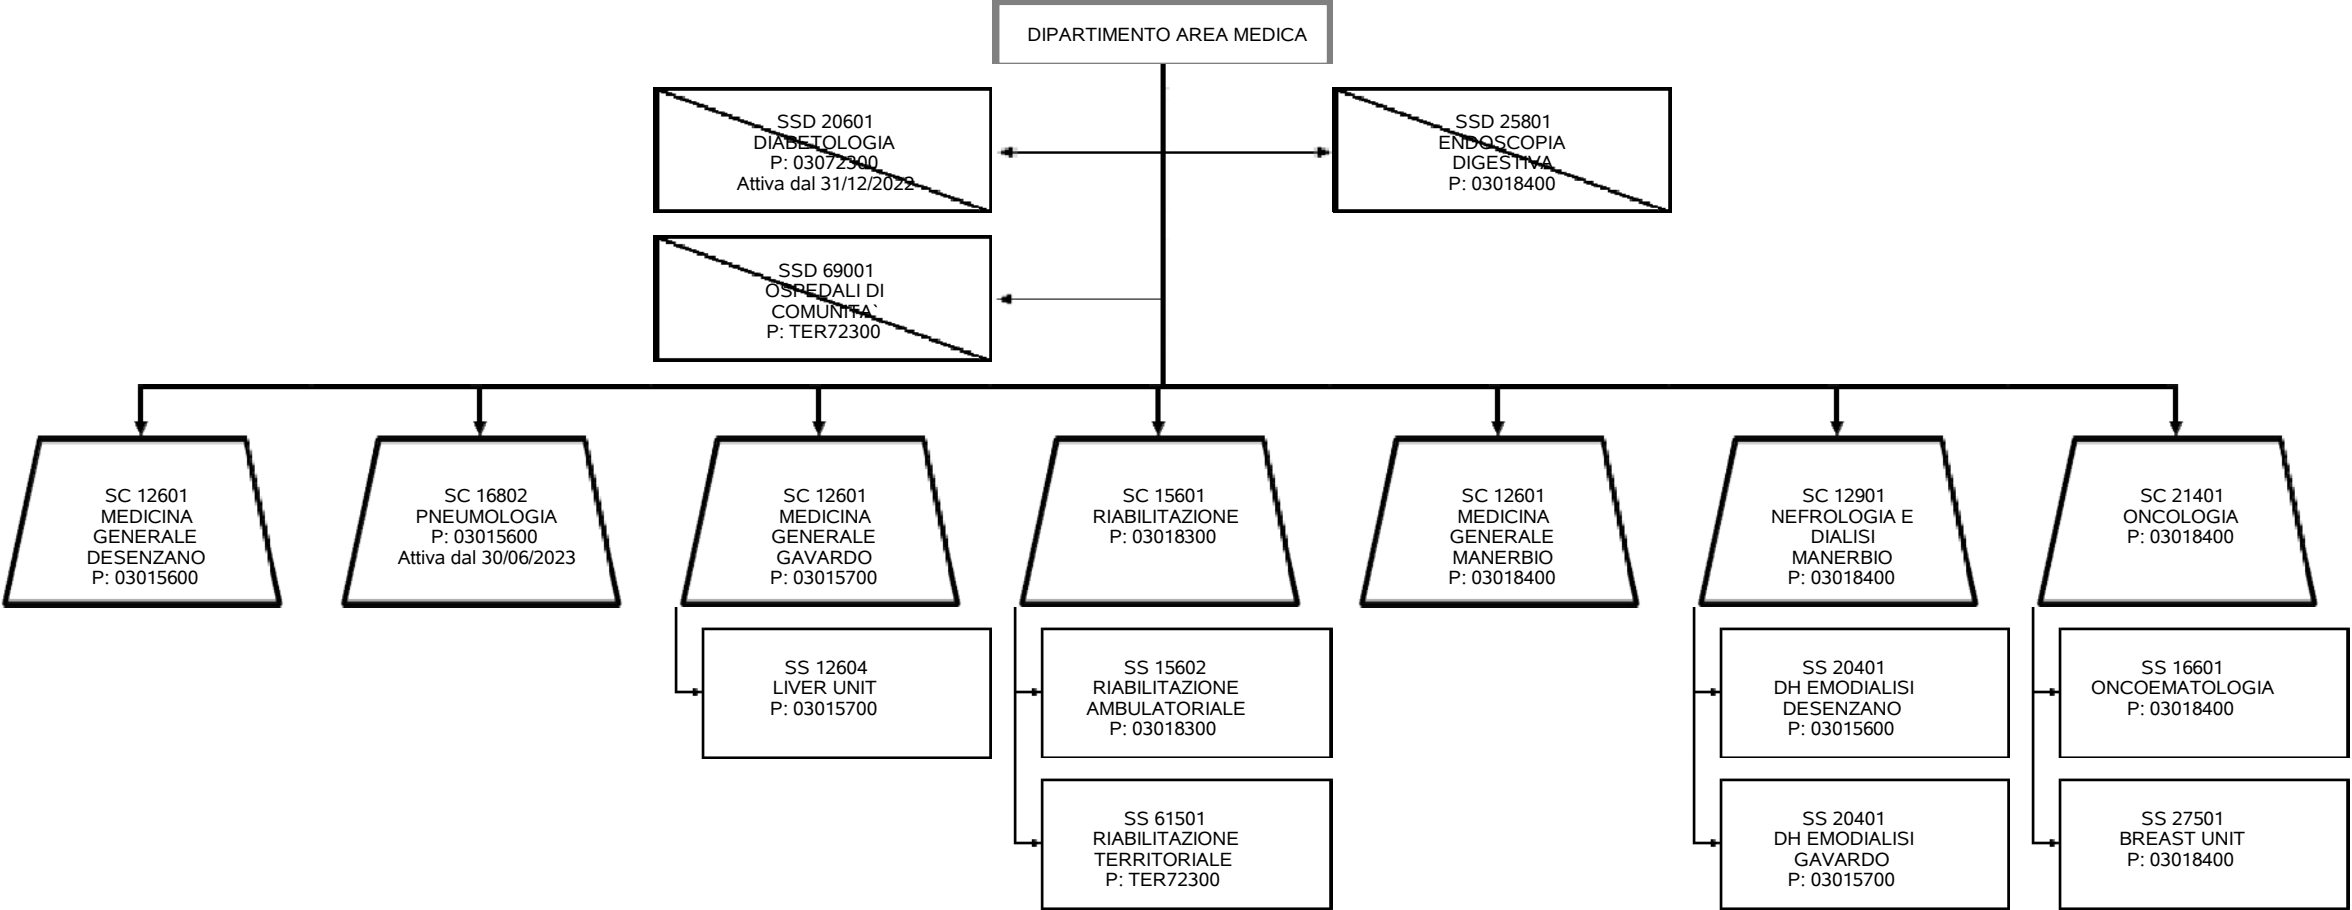 DIPARTIMENTO AREA MEDICA
SSD 20601
DIABETOLOGIA
P: 03072300
Attiva dal 31/12/2022
SSD 25801
ENDOSCOPIA
DIGESTIVA
P: 03018400
SSD 69001
OSPEDALI DI
COMUNITA`
P: TER72300
SC 12601
MEDICINA
GENERALE
DESENZANO
P: 03015600
SC 16802
PNEUMOLOGIA
P: 03015600
Attiva dal 30/06/2023
SC 12601
MEDICINA
GENERALE
GAVARDO
P: 03015700
SC 15601
RIABILITAZIONE
P: 03018300
SC 12601
MEDICINA
GENERALE
MANERBIO
P: 03018400
SC 12901
NEFROLOGIA E
DIALISI
MANERBIO
P: 03018400
SC 21401
ONCOLOGIA
P: 03018400
SS 12604
LIVER UNIT
P: 03015700
SS 15602
RIABILITAZIONE
AMBULATORIALE
P: 03018300
SS 20401
DH EMODIALISI
DESENZANO
P: 03015600
SS 16601
ONCOEMATOLOGIA
P: 03018400
SS 61501
RIABILITAZIONE
TERRITORIALE
P: TER72300
SS 20401
DH EMODIALISI
GAVARDO
P: 03015700
SS 27501
BREAST UNIT
P: 03018400